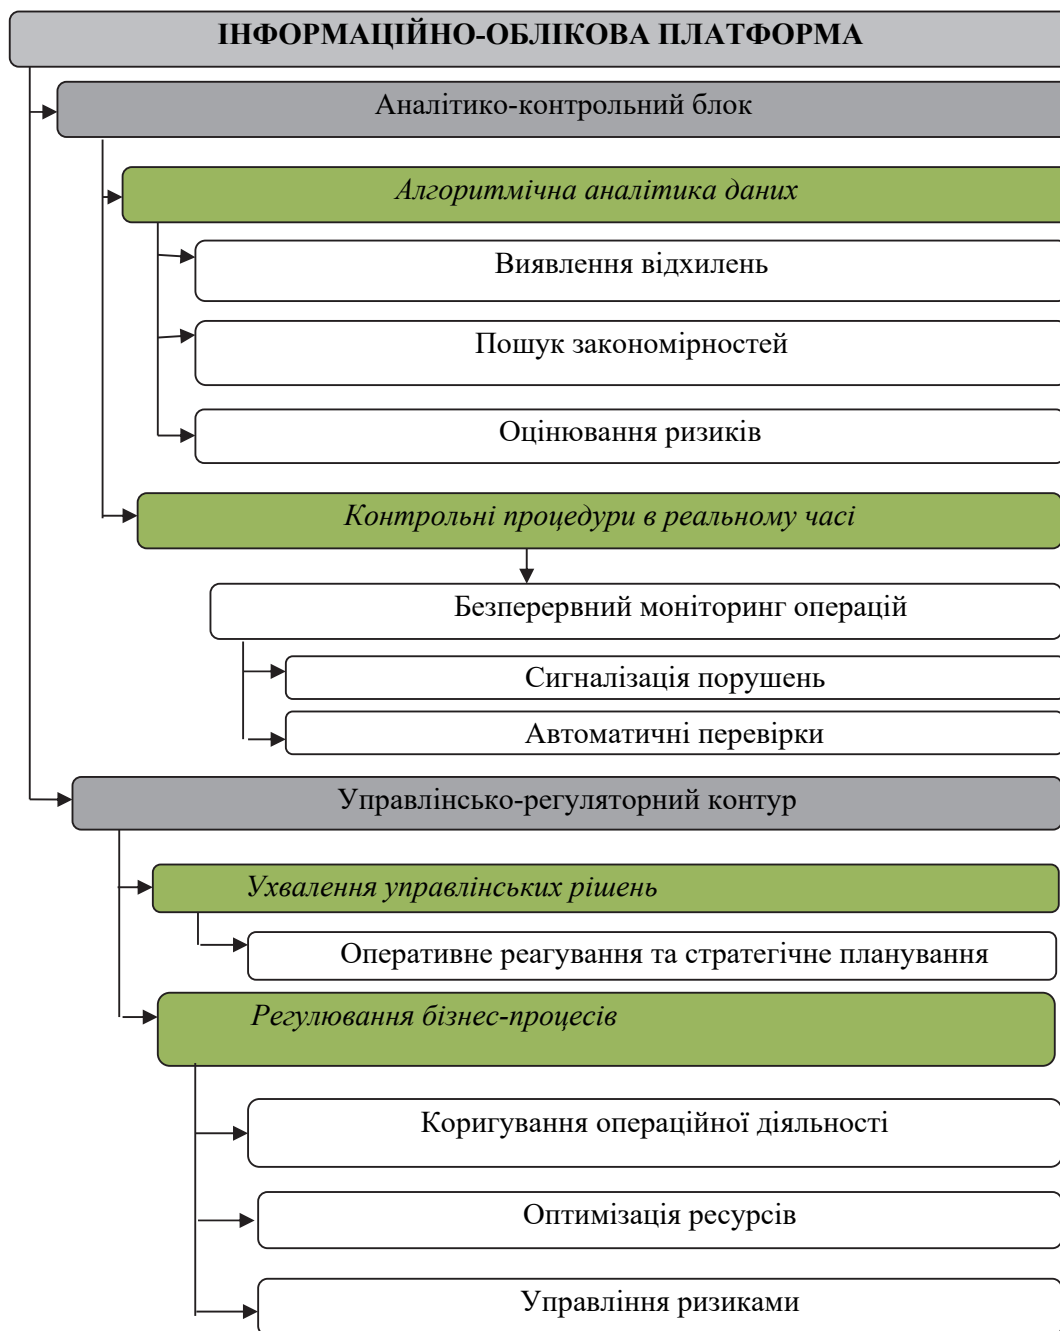 ІНФОРМАЦІЙНО-ОБЛІКОВА ПЛАТФОРМА
Аналітико-контрольний блок
Алгоритмічна аналітика даних
Виявлення відхилень
Пошук закономірностей
Оцінювання ризиків
Контрольні процедури в реальному часі
Безперервний моніторинг операцій
Сигналізація порушень
Автоматичні перевірки
Управлінсько-регуляторний контур
Ухвалення управлінських рішень
Оперативне реагування та стратегічне планування
Регулювання бізнес-процесів
Коригування операційної діяльності
Оптимізація ресурсів
Управління ризиками